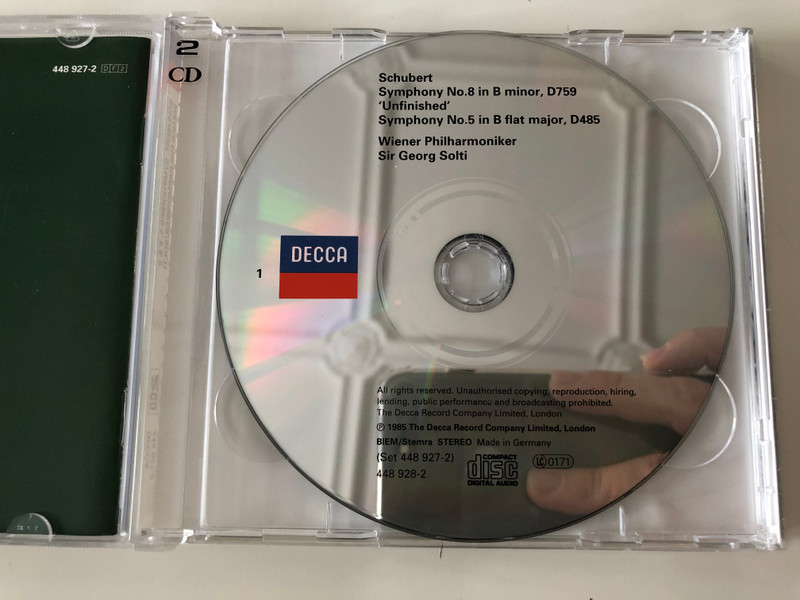 448 927-2 DF2
2
CD
Schubert
Symphony No.8 in B minor, D759
'Unfinished'
Symphony No.5 in B flat major, D485
Wiener Philharmoniker
Sir Georg Solti
DECCA
1
All rights reserved. Unauthorised copying, reproduction, hiring,
lending, public performance and broadcasting prohibited.
The Decca Record Company Limited, London
℗ 1985 The Decca Record Company Limited, London
BIEM/Stemra STEREO Made in Germany
(Set 448 927-2)
448 928-2
COMPACT
disc
DIGITAL AUDIO
LC 0171